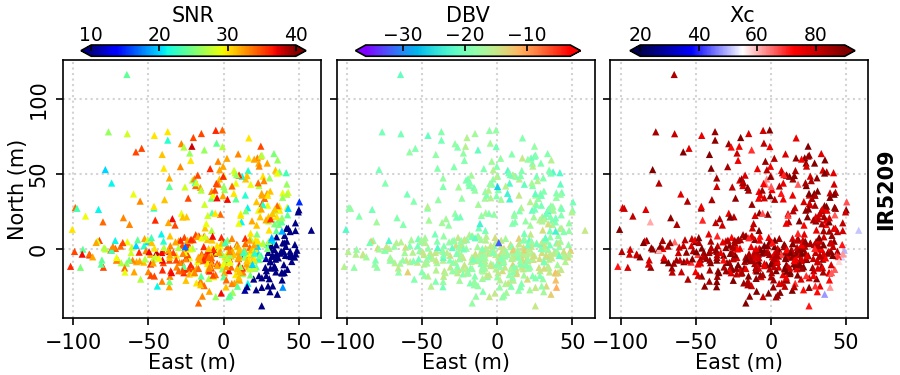 SNR DBV Xc
10 20 30 40 −30 −20 −10 20 40 60 80
North (m)
100
50
0
IR5209
−100 −50 0 50 −100 −50 0 50 −100 −50 0 50
East (m) East (m) East (m)